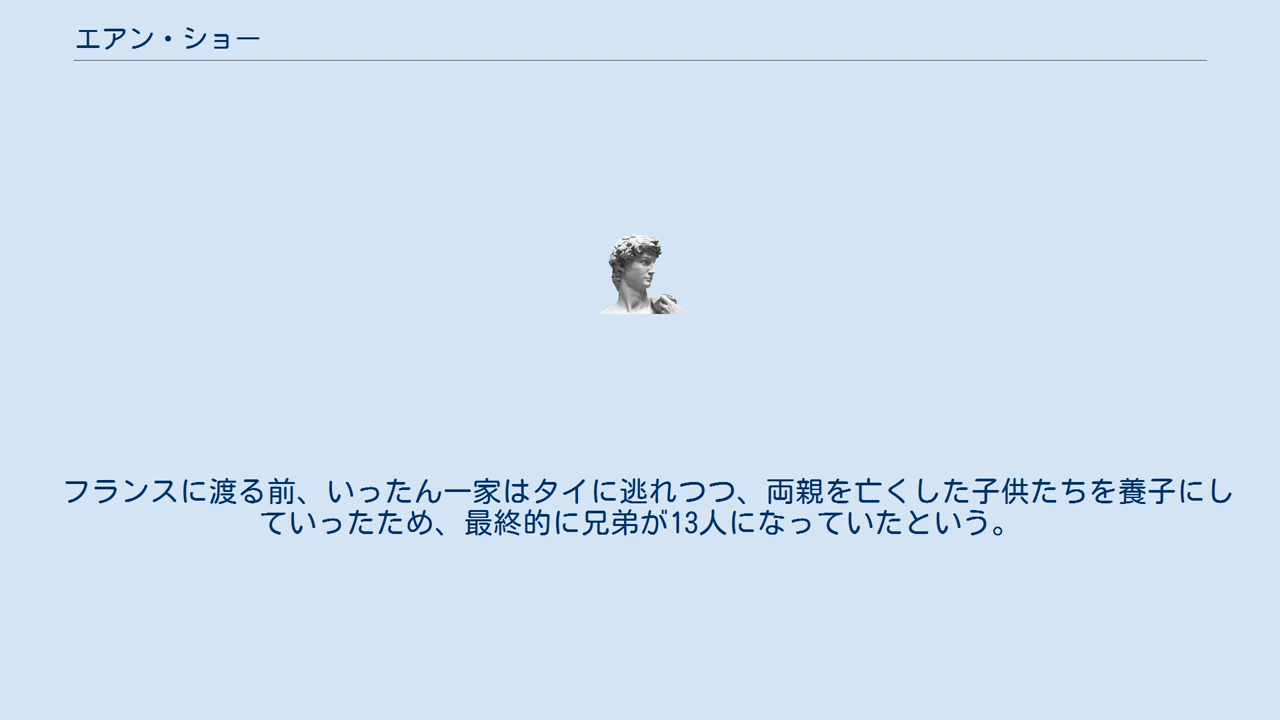 エアン・ショー
フランスに渡る前、いったん一家はタイに逃れつつ、両親を亡くした子供たちを養子にし
ていったため、最終的に兄弟が13人になっていたという。